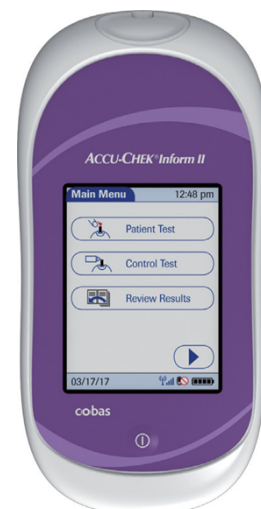 ACCU-CHEK® Inform II
Main Menu 12:48 pm
Patient Test
Control Test
Review Results
03/17/17
cobas